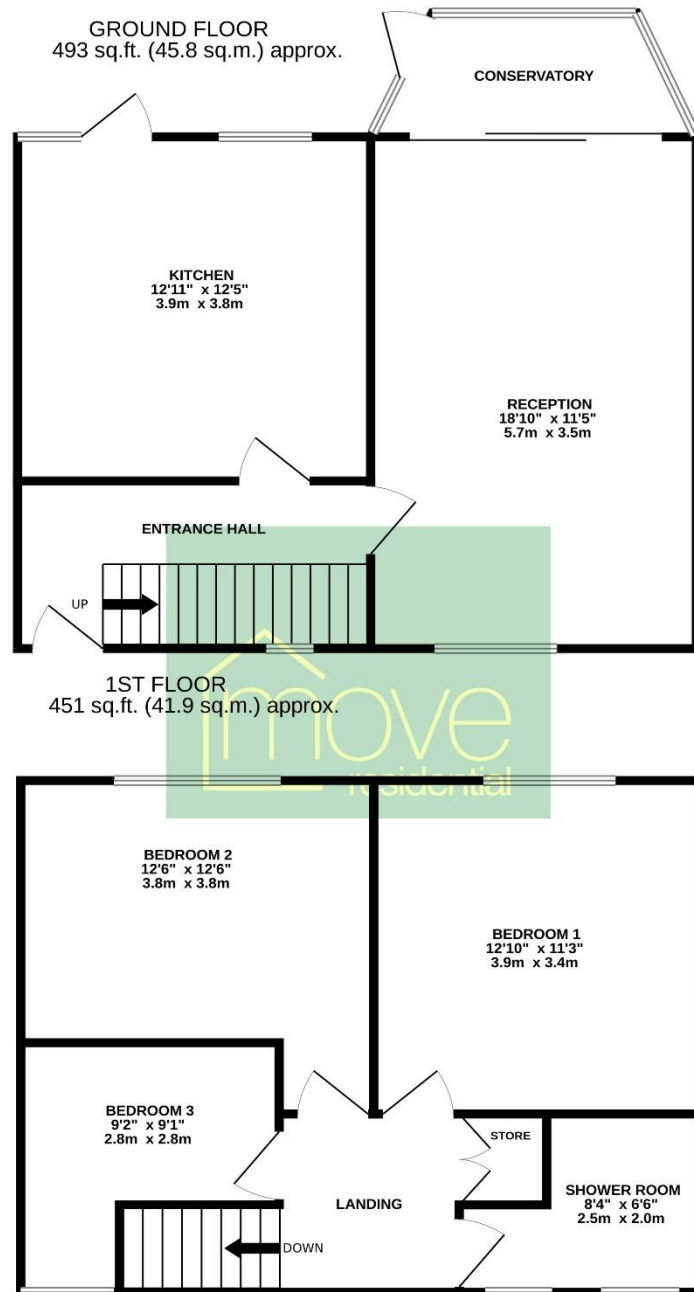 GROUND FLOOR
493 sq.ft. (45.8 sq.m.) approx.
CONSERVATORY
KITCHEN
12'11" x 12'5"
3.9m x 3.8m
RECEPTION
18'10" x 11'5"
5.7m x 3.5m
ENTRANCE HALL
UP
1ST FLOOR
451 sq.ft. (41.9 sq.m.) approx.
move
residential
BEDROOM 2
12'6" x 12'6"
3.8m x 3.8m
BEDROOM 1
12'10" x 11'3"
3.9m x 3.4m
BEDROOM 3
9'2" x 9'1"
2.8m x 2.8m
STORE
LANDING
SHOWER ROOM
8'4" x 6'6"
2.5m x 2.0m
DOWN